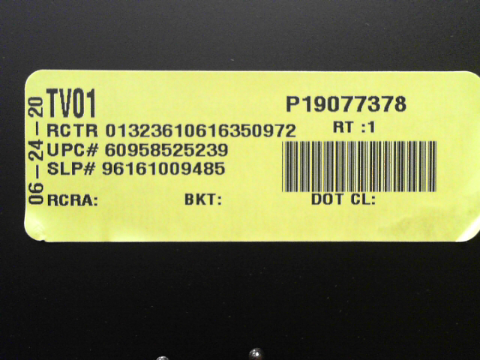 06-24-20
TV01 P19077378
RCTR 01323610616350972 RT :1
UPC# 60958525239
SLP# 96161009485
RCRA: BKT: DOT CL: